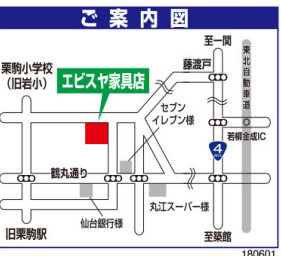 ご案内図
至一関
藤渡戸
東北自動車道
栗駒小学校
(旧岩小)
エビスヤ家具店
セブン
イレブン様
若柳金成IC
4
鶴丸通り
丸江スーパー様
仙台銀行様
旧栗駒駅
至築館
180601